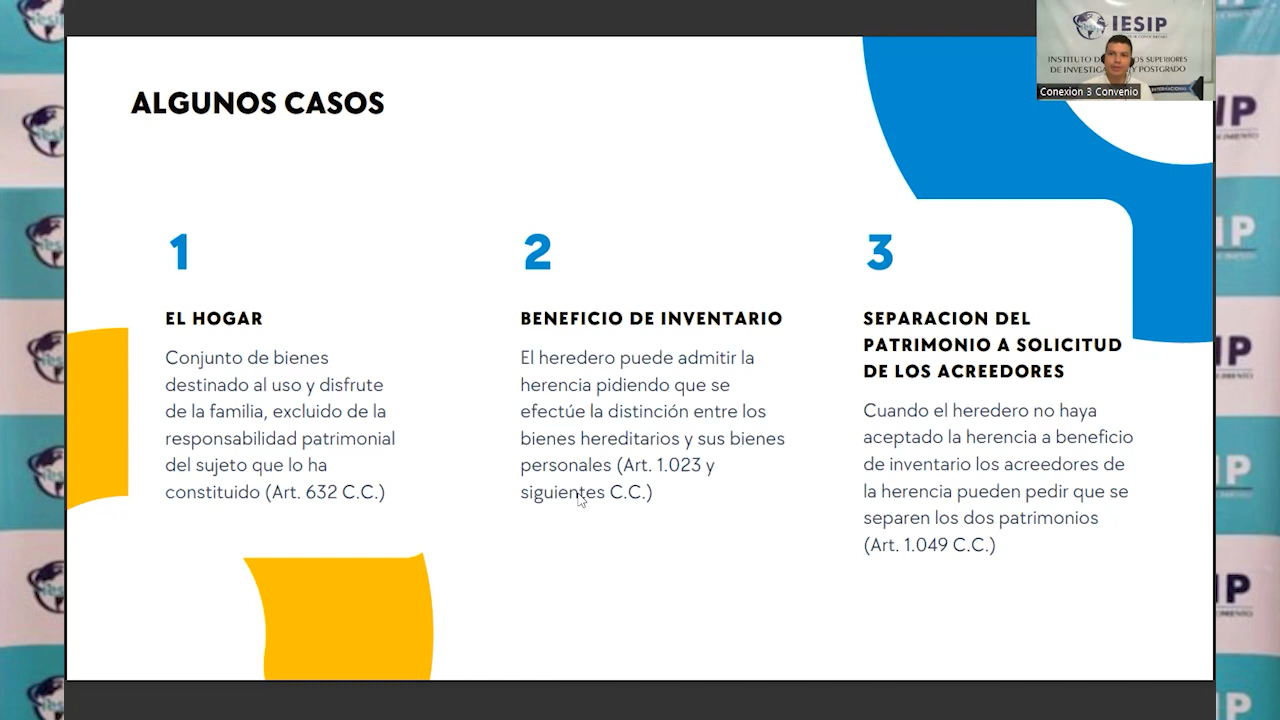 ALGUNOS CASOS
1
EL HOGAR
Conjunto de bienes
destinado al uso y disfrute
de la familia, excluido de la
responsabilidad patrimonial
del sujeto que lo ha
constituido (Art. 632 C.C.)
2
BENEFICIO DE INVENTARIO
El heredero puede admitir la
herencia pidiendo que se
efectúe la distinción entre los
bienes hereditarios y sus bienes
personales (Art. 1.023 y
siguientes C.C.)
3
SEPARACION DEL
PATRIMONIO A SOLICITUD
DE LOS ACREEDORES
Cuando el heredero no haya
aceptado la herencia a beneficio
de inventario los acreedores de
la herencia pueden pedir que se
separen los dos patrimonios
(Art. 1.049 C.C.)
IESIP
SUPERIORES
Y POSTGRADO
Conexion 3 Convenio